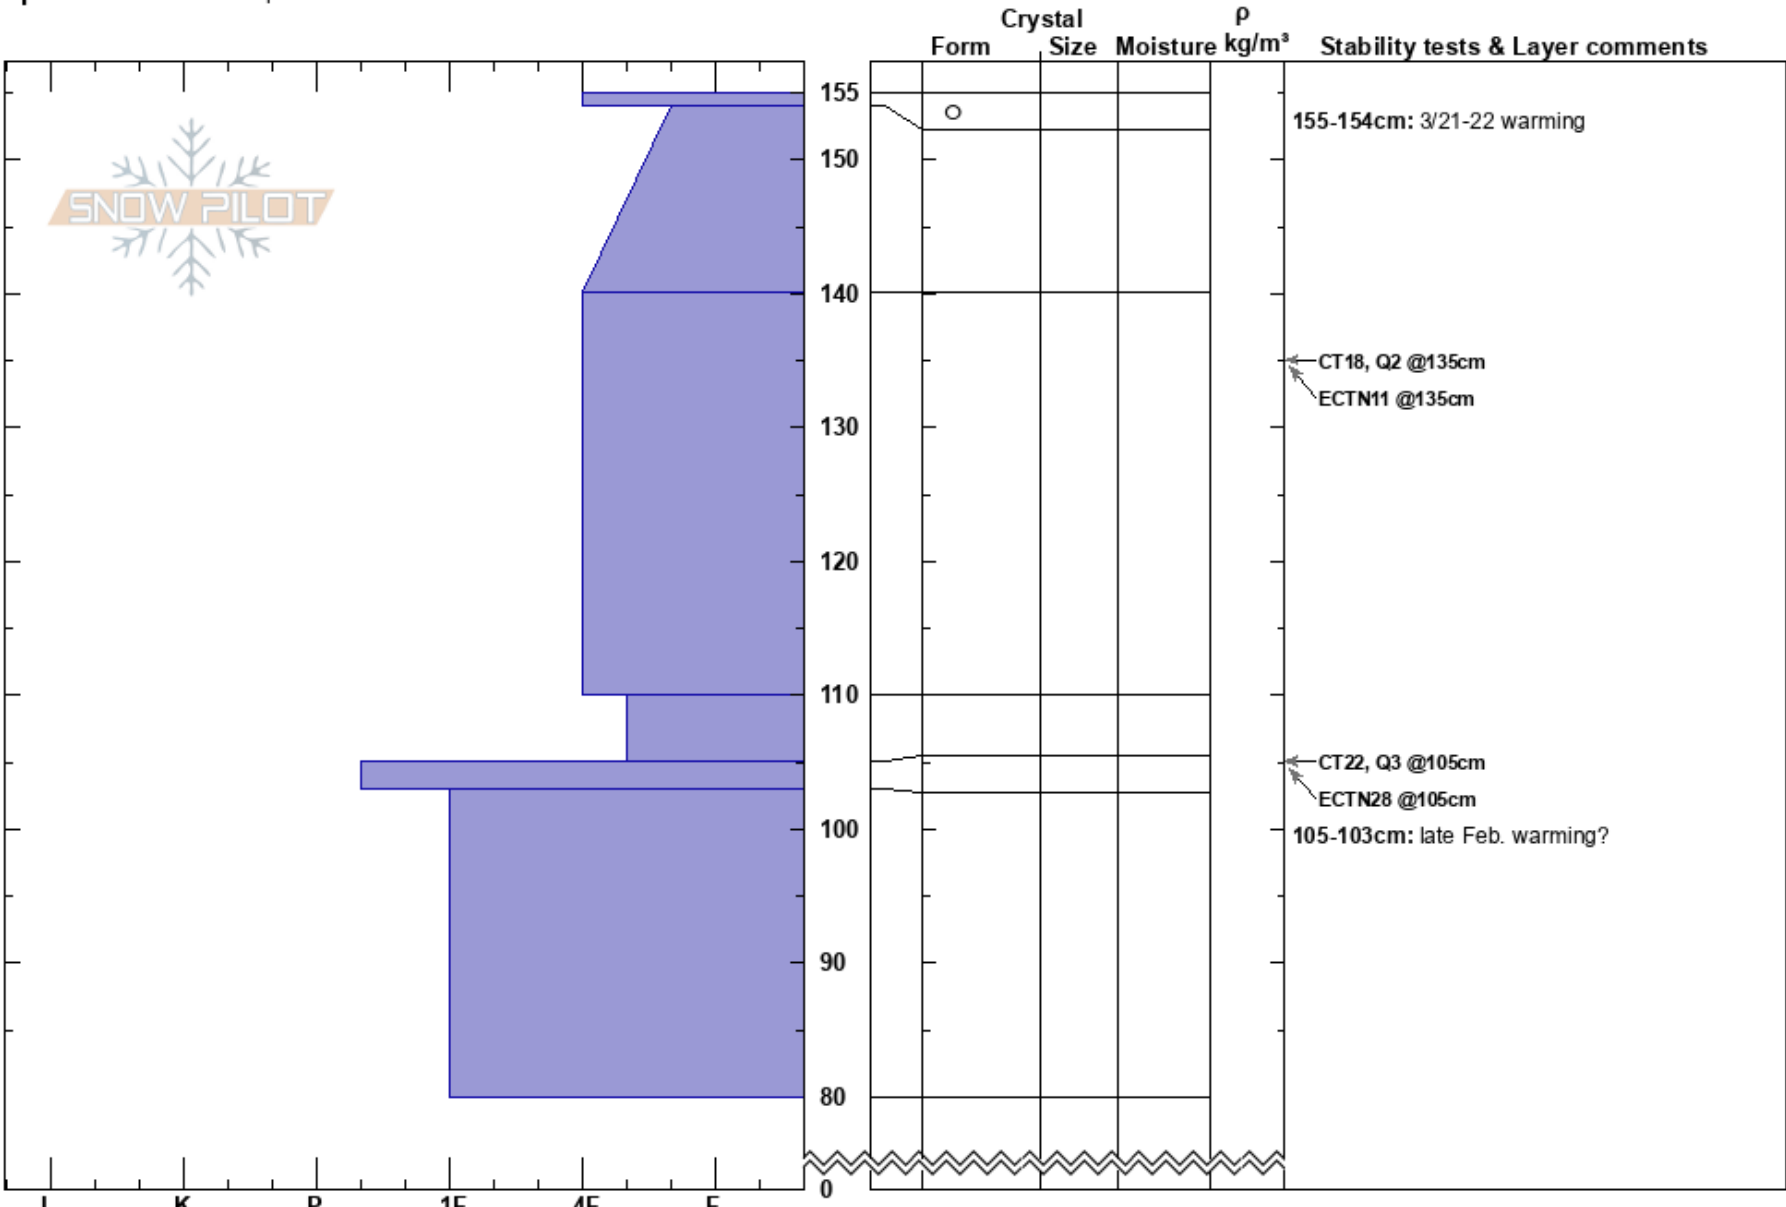 Crystal ρ
Form Size Moisture kg/m³ Stability tests & Layer comments
155
155-154cm: 3/21-22 warming
150
SNOW PILOT
140
CT18, Q2 @135cm
ECTN11 @135cm
130
120
110
CT22, Q3 @105cm
ECTN28 @105cm
100
105-103cm: late Feb. warming?
90
80
0
I K P 1F 4F F